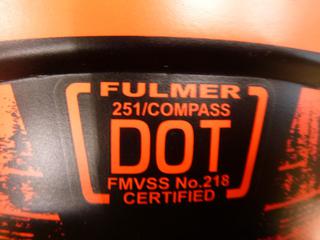 FULMER
251/COMPASS
DOT
FMVSS No.218
CERTIFIED